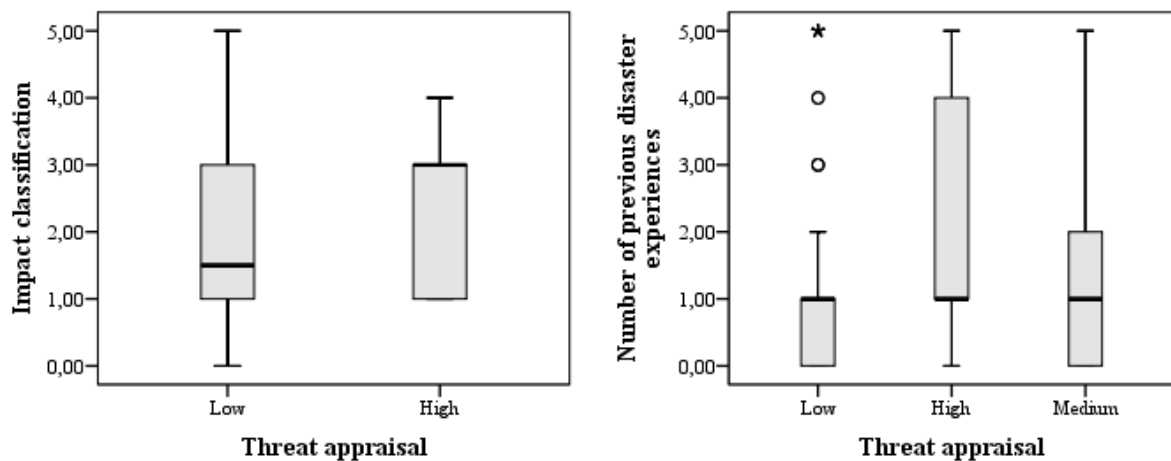 Impact classification
5,00
4,00
3,00
2,00
1,00
0,00
Low
High
Threat appraisal
Number of previous disaster
experiences
5,00
4,00
3,00
2,00
1,00
0,00
Low
High
Medium
Threat appraisal